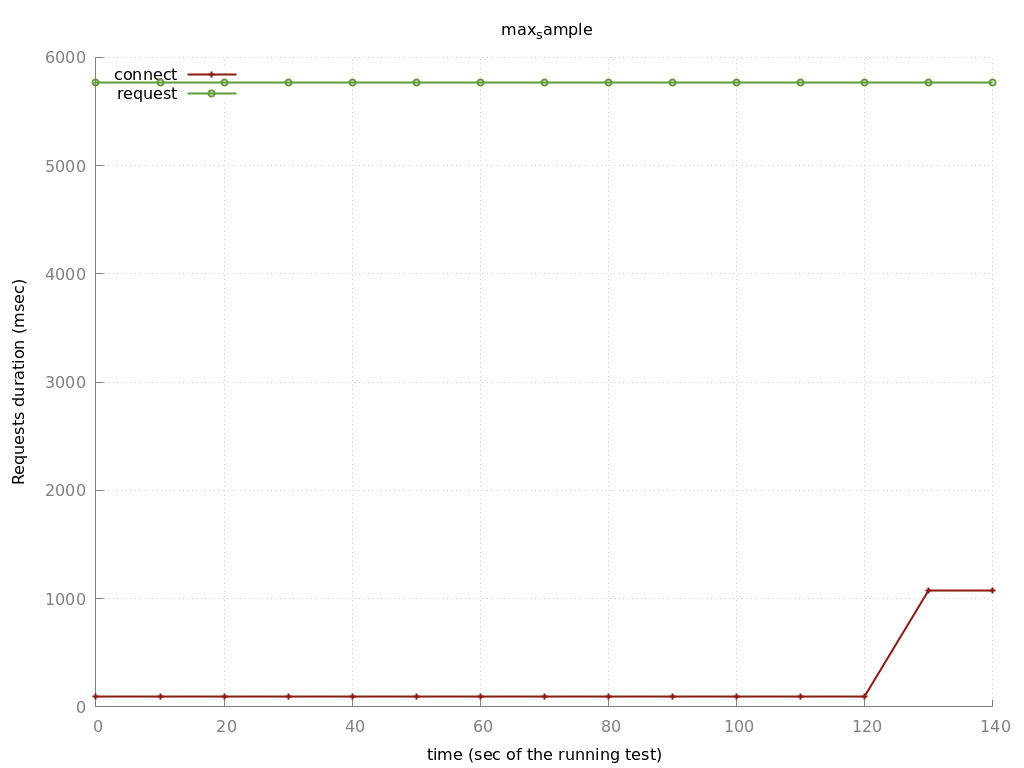 max_sample
6000
connect
request
5000
4000
3000
2000
1000
0
Requests duration (msec)
0 20 40 60 80 100 120 140
time (sec of the running test)